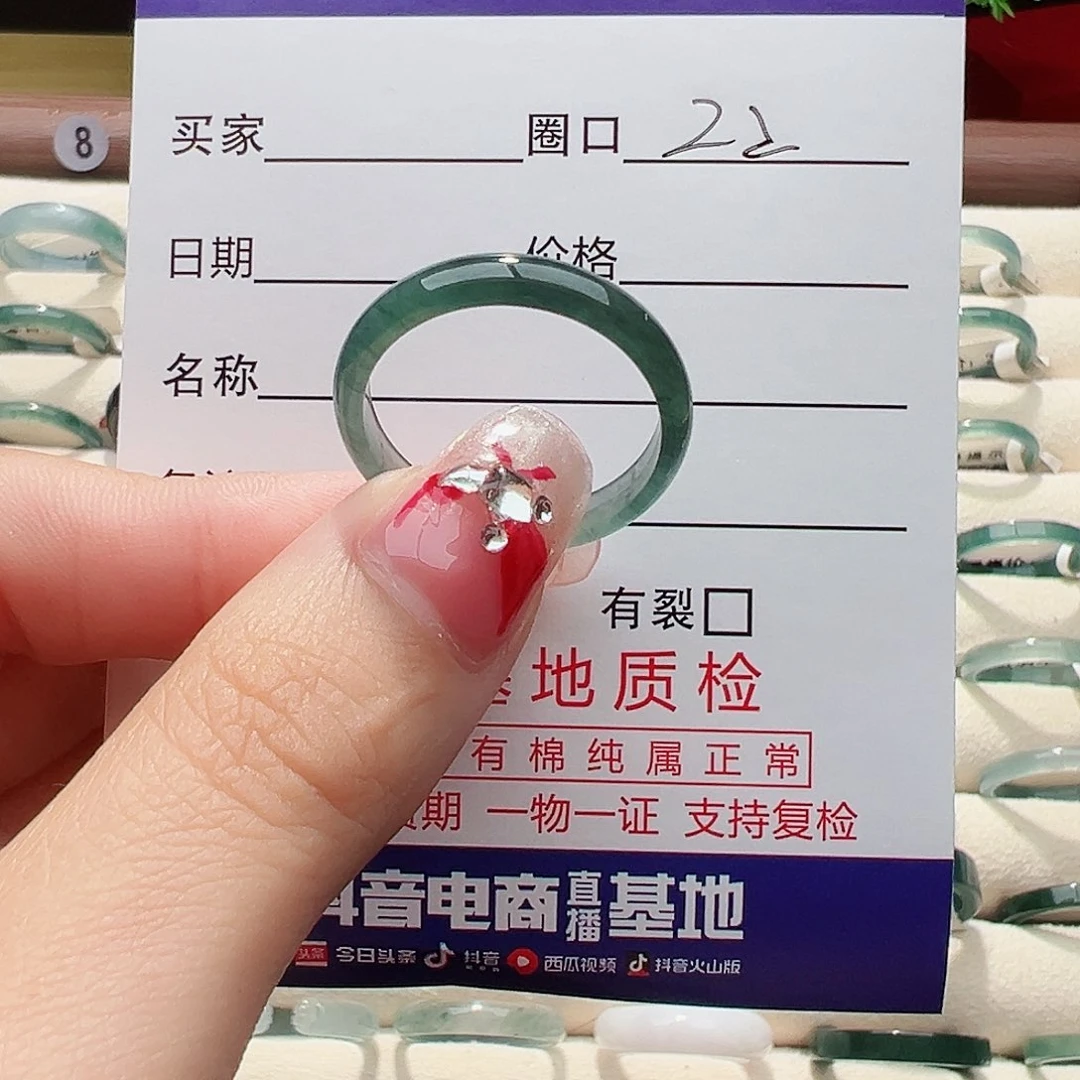 8
买家 圈口 22
日期 价格
名称
有裂
地质检
有棉纯属正常
期 一物一证 支持复检
抖音电商直播基地
头条 今日头条 抖音 西瓜视频 抖音火山版